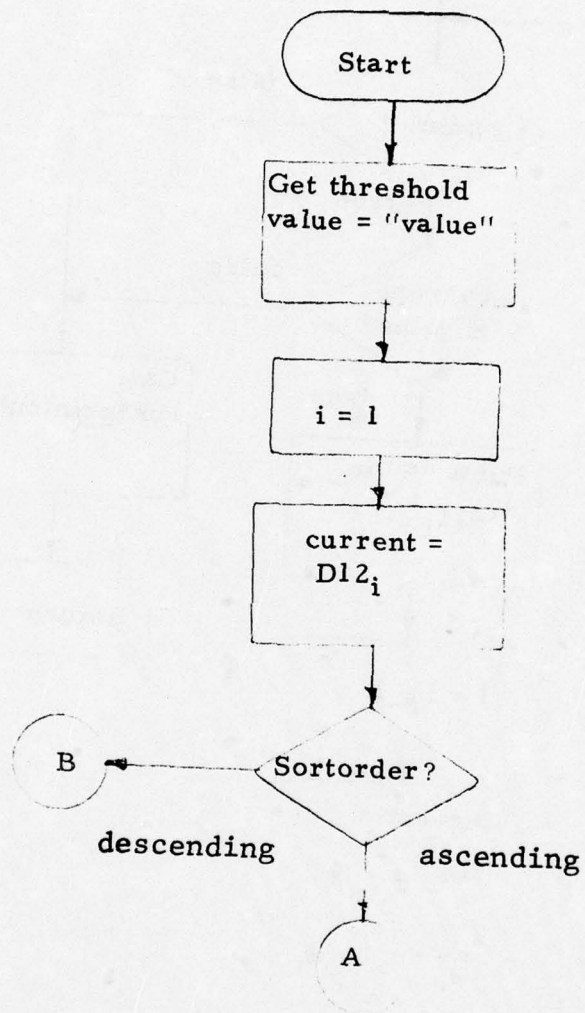 Start
Get threshold
value = "value"
i = 1
current =
D12i
Sortorder?
B
descending
ascending
A